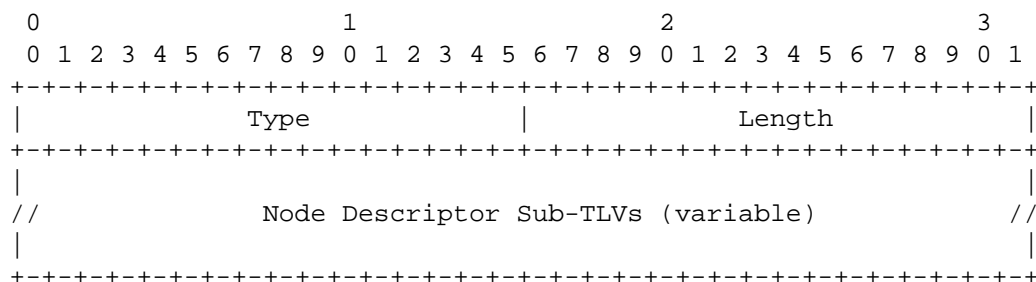 0                   1                   2                   3
 0 1 2 3 4 5 6 7 8 9 0 1 2 3 4 5 6 7 8 9 0 1 2 3 4 5 6 7 8 9 0 1
+-+-+-+-+-+-+-+-+-+-+-+-+-+-+-+-+-+-+-+-+-+-+-+-+-+-+-+-+-+-+-+-+
|              Type             |             Length            |
+-+-+-+-+-+-+-+-+-+-+-+-+-+-+-+-+-+-+-+-+-+-+-+-+-+-+-+-+-+-+-+-+
|                                                               |
//              Node Descriptor Sub-TLVs (variable)            //
|                                                               |
+-+-+-+-+-+-+-+-+-+-+-+-+-+-+-+-+-+-+-+-+-+-+-+-+-+-+-+-+-+-+-+-+